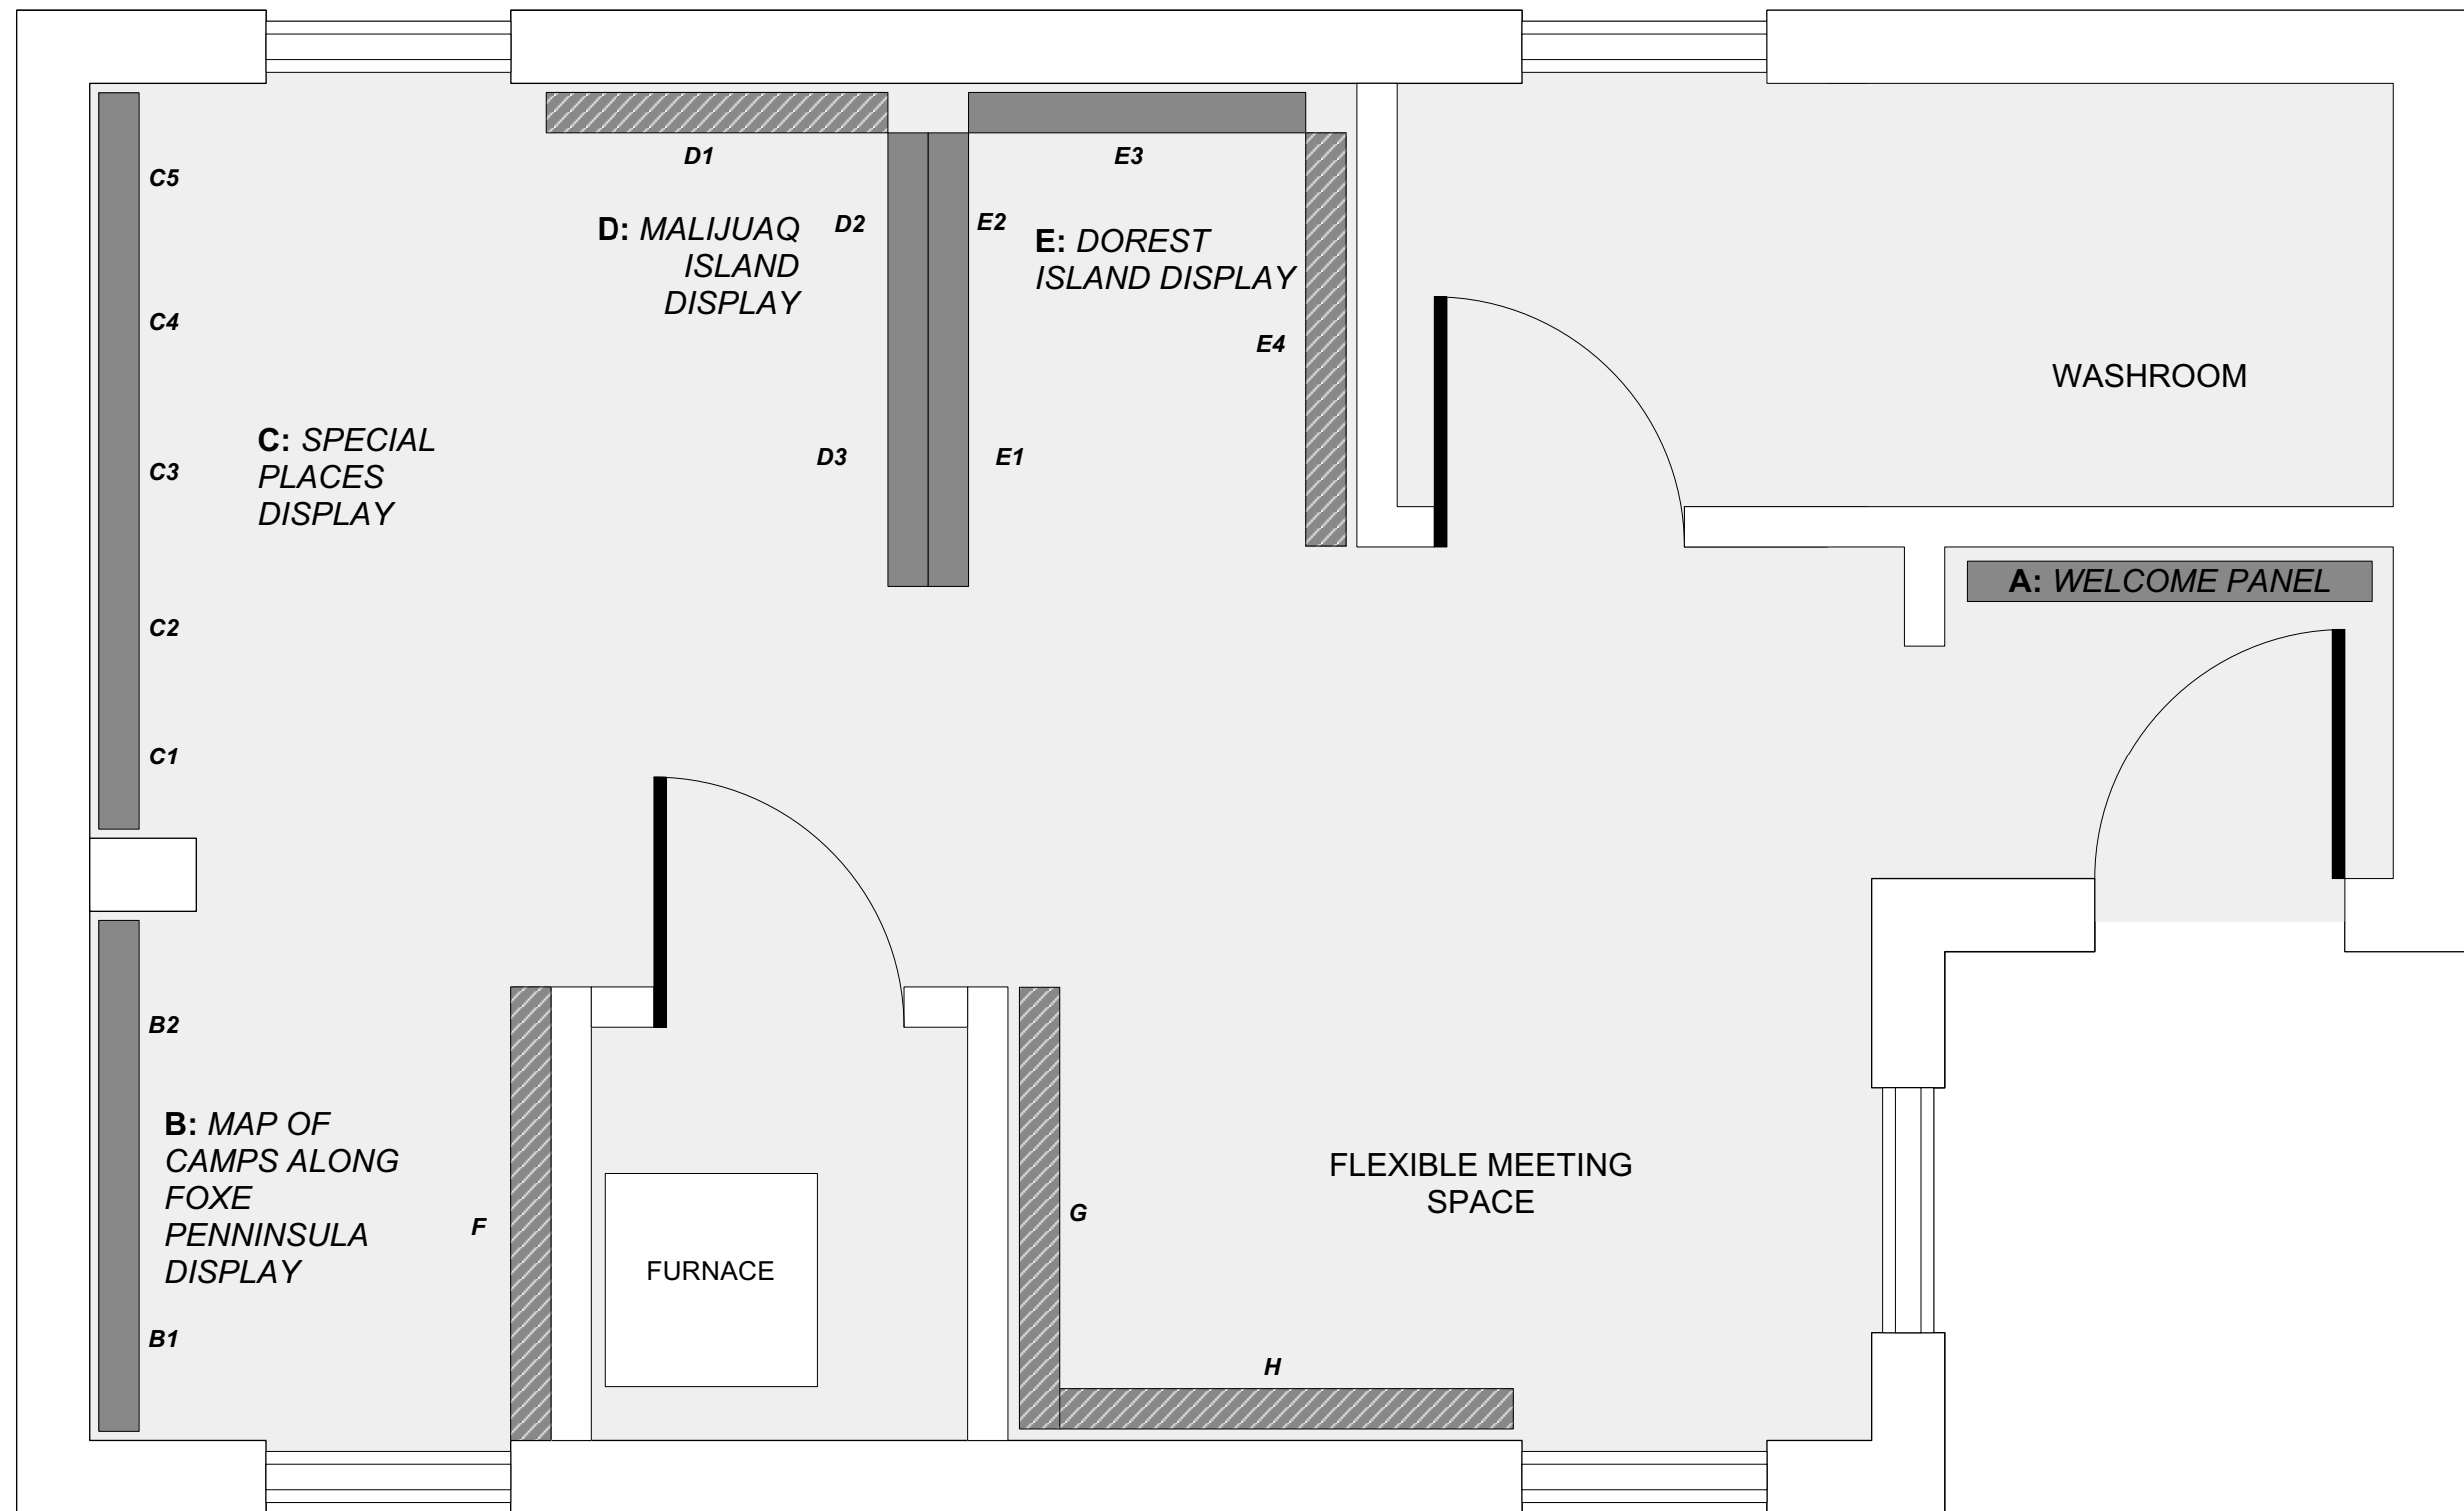 D1
E3
C5
D: MALIJUAQ
ISLAND
DISPLAY
D2
E2
E: DOREST
ISLAND DISPLAY
C4
E4
WASHROOM
C: SPECIAL
PLACES
DISPLAY
C3
D3
E1
A: WELCOME PANEL
C2
C1
B2
B: MAP OF
CAMPS ALONG
FOXE
PENNINSULA
DISPLAY
F
FURNACE
G
FLEXIBLE MEETING
SPACE
B1
H